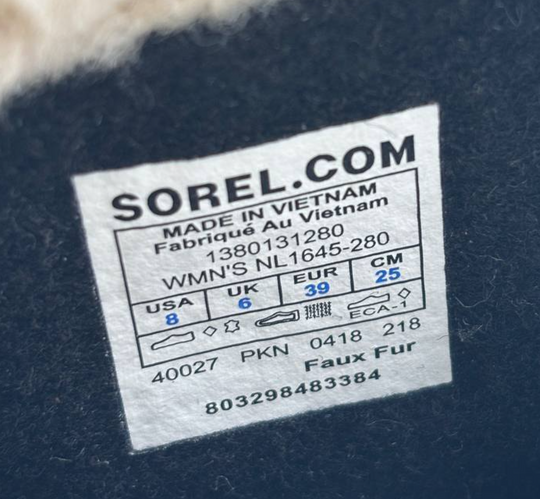 SOREL.COM
MADE IN VIETNAM
Fabriqué Au Vietnam
1380131280
WMN'S NL1645-280
USA UK EUR CM
8 6 39 25
ECA-1
40027 PKN 0418 218
Faux Fur
803298483384